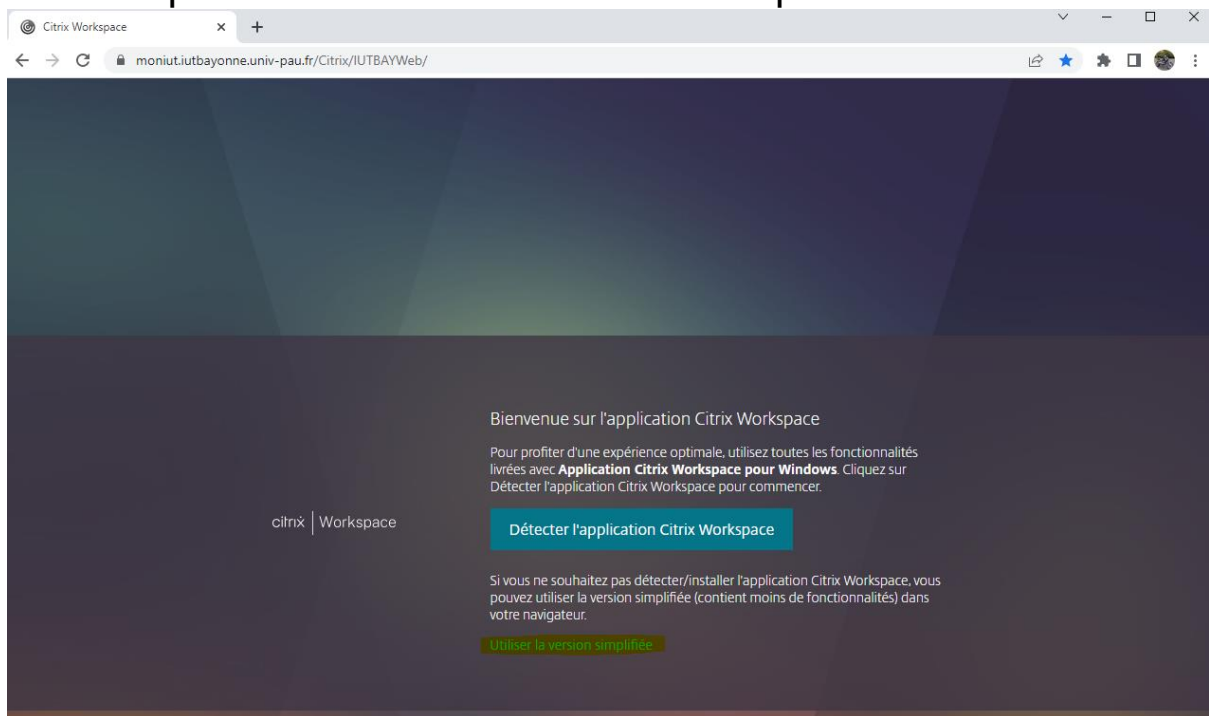 Citrix Workspace
moniut.iutbayonne.univ-pau.fr/Citrix/IUTBAYWeb/
Bienvenue sur l'application Citrix Workspace
Pour profiter d'une expérience optimale, utilisez toutes les fonctionnalités
livrées avec Application Citrix Workspace pour Windows. Cliquez sur
Détecter l'application Citrix Workspace pour commencer.
citrix | Workspace
Détecter l'application Citrix Workspace
Si vous ne souhaitez pas détecter/installer l'application Citrix Workspace, vous
pouvez utiliser la version simplifiée (contient moins de fonctionnalités) dans
votre navigateur.
Utiliser la version simplifiée